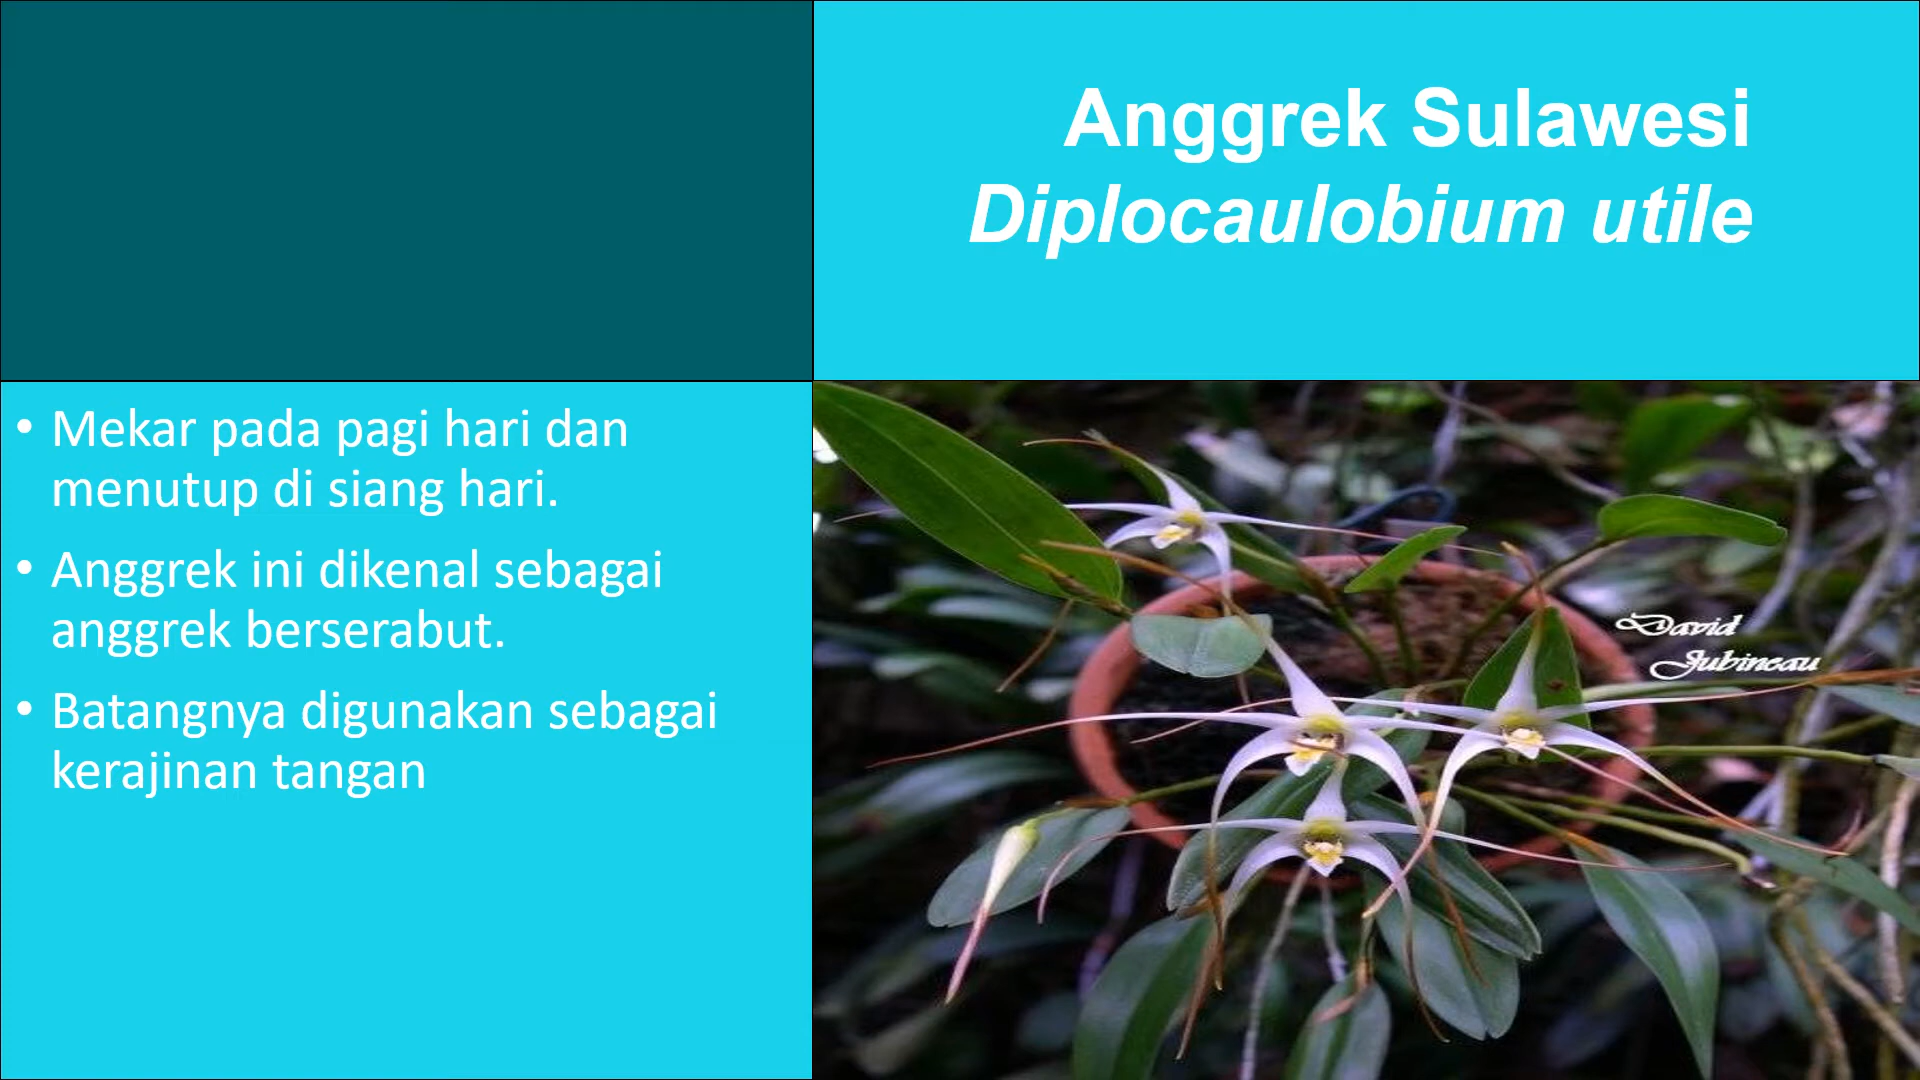 Anggrek Sulawesi
Diplocaulobium utile
• Mekar pada pagi hari dan
menutup di siang hari.
• Anggrek ini dikenal sebagai
anggrek berserabut.
• Batangnya digunakan sebagai
kerajinan tangan
David
Jubineau